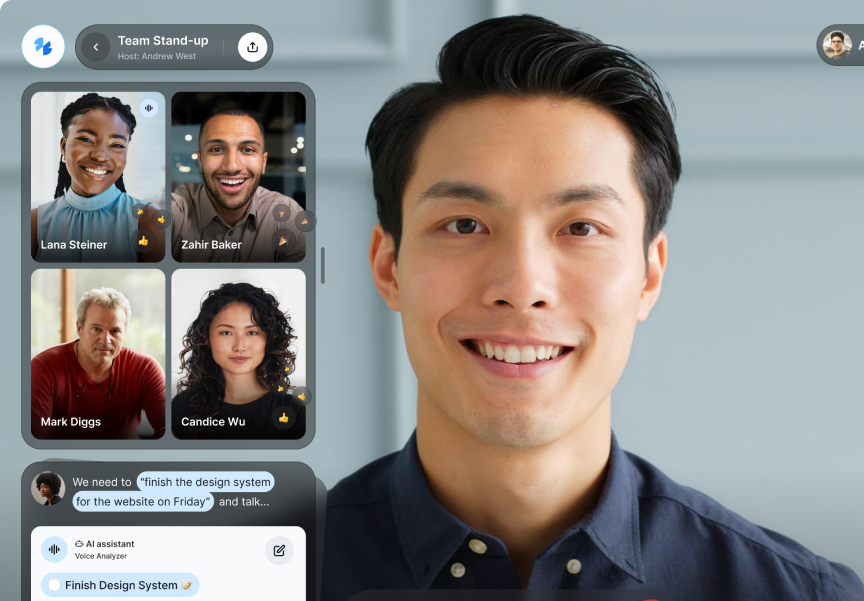 Team Stand-up
Host: Andrew West
A
Lana Steiner
Zahir Baker
Mark Diggs
Candice Wu
We need to "finish the design system
for the website on Friday" and talk...
AI assistant
Voice Analyzer
Finish Design System